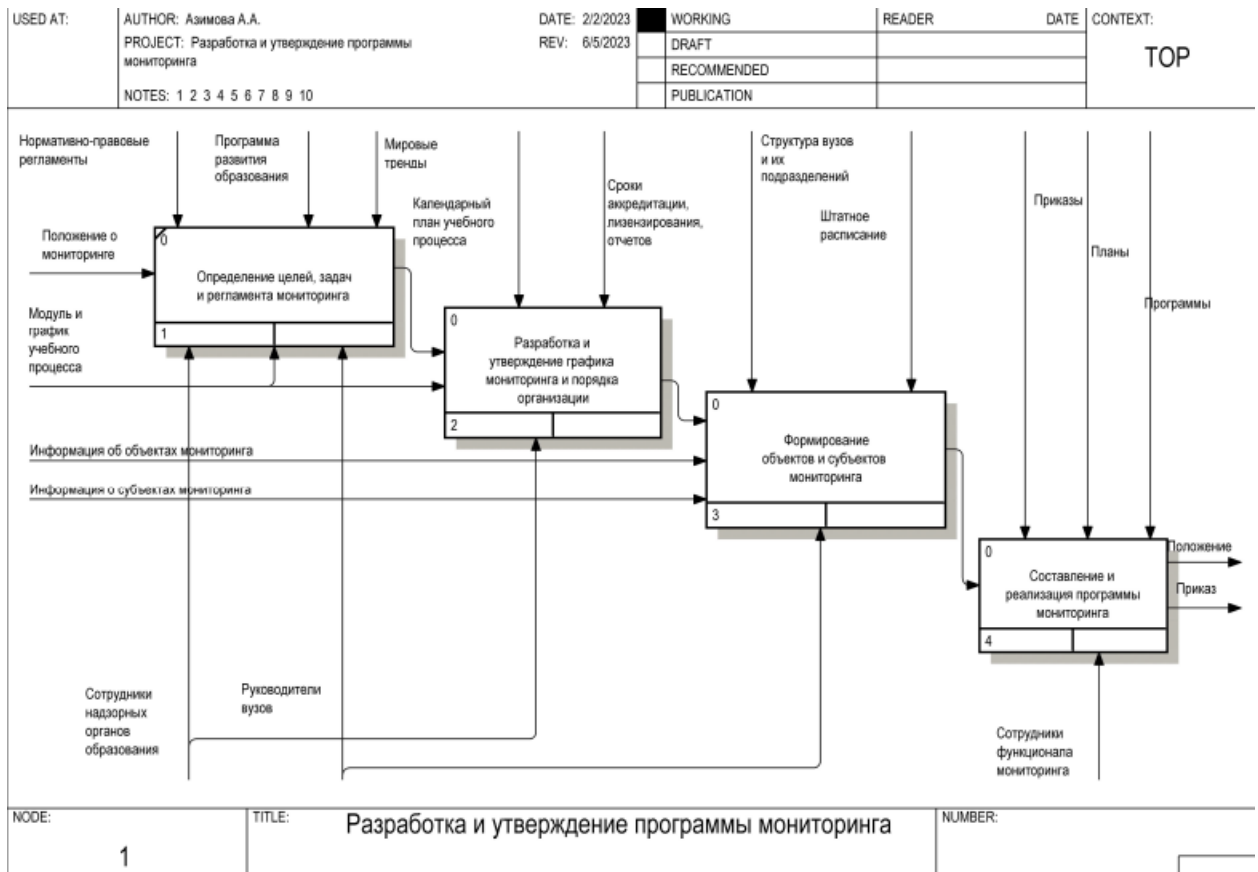 USED AT:
AUTHOR: Азимова А.А.
DATE: 2/2/2023
PROJECT: Разработка и утверждение программы
мониторинга
REV: 6/5/2023
NOTES: 1 2 3 4 5 6 7 8 9 10
WORKING
DRAFT
RECOMMENDED
PUBLICATION
READER
DATE
CONTEXT:
TOP
Нормативно-правовые
регламенты
Программа
развития
образования
Мировые
тренды
Календарный
план учебного
процесса
Сроки
аккредитации,
лизензирования,
отчетов
Структура вузов
и их
подразделений
Штатное
расписание
Приказы
Планы
Программы
Положение о
мониторинге
Модуль и
график
учебного
процесса
Информация об объектах мониторинга
Информация о субъектах мониторинга
0
Определение целей, задач
и регламента мониторинга
1
0
Разработка и
утверждение графика
мониторинга и порядка
организации
2
0
Формирование
объектов и субъектов
мониторинга
3
0
Составление и
реализация программы
мониторинга
4
Положение
Приказ
Сотрудники
надзорных
органов
образования
Руководители
вузов
Сотрудники
функционала
мониторинга
NODE:
1
TITLE:
Разработка и утверждение программы мониторинга
NUMBER: